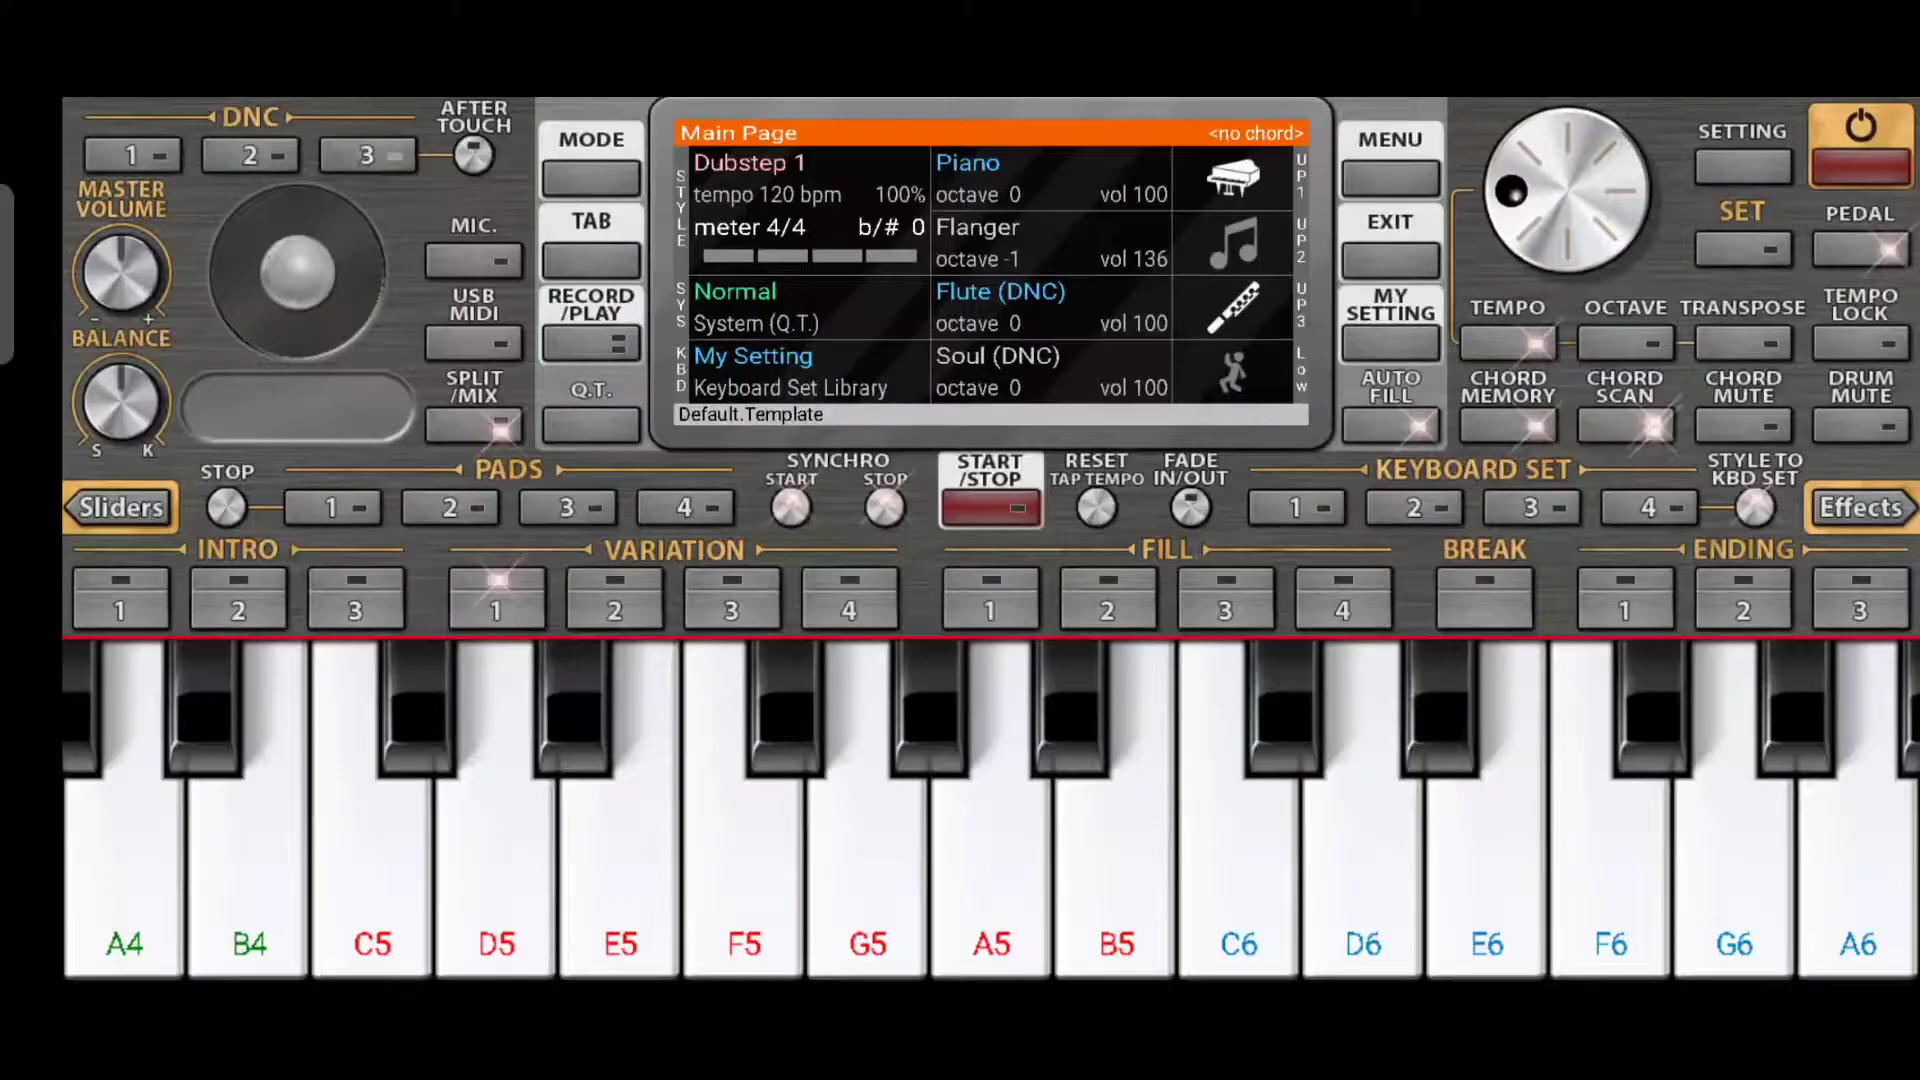 DNC
AFTER TOUCH
1 2 3
MASTER VOLUME
- +
BALANCE
S K
MIC.
USB MIDI
SPLIT /MIX
MODE
TAB
RECORD /PLAY
Q.T.
Main Page <no chord>
STYLE
Dubstep 1
tempo 120 bpm 100%
meter 4/4 b/# 0
SYS
Normal
System (Q.T.)
KBD
My Setting
Keyboard Set Library
Piano
octave 0 vol 100
UP1
Flanger
octave -1 vol 136
UP2
Flute (DNC)
octave 0 vol 100
UP3
Soul (DNC)
octave 0 vol 100
Low
Default.Template
MENU
EXIT
MY SETTING
AUTO FILL
SETTING
SET
PEDAL
TEMPO OCTAVE TRANSPOSE TEMPO LOCK
CHORD MEMORY CHORD SCAN CHORD MUTE DRUM MUTE
Sliders
STOP
PADS
1 2 3 4
SYNCHRO
START STOP
START /STOP
RESET TAP TEMPO
FADE IN/OUT
KEYBOARD SET
1 2 3 4
STYLE TO KBD SET
Effects
INTRO
1 2 3
VARIATION
1 2 3 4
FILL
1 2 3 4
BREAK
ENDING
1 2 3
A4 B4 C5 D5 E5 F5 G5 A5 B5 C6 D6 E6 F6 G6 A6